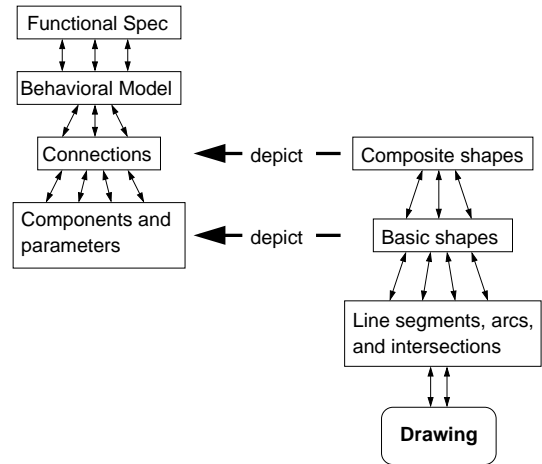 Functional Spec
Behavioral Model
Connections
depict
Composite shapes
Components and
parameters
depict
Basic shapes
Line segments, arcs,
and intersections
Drawing